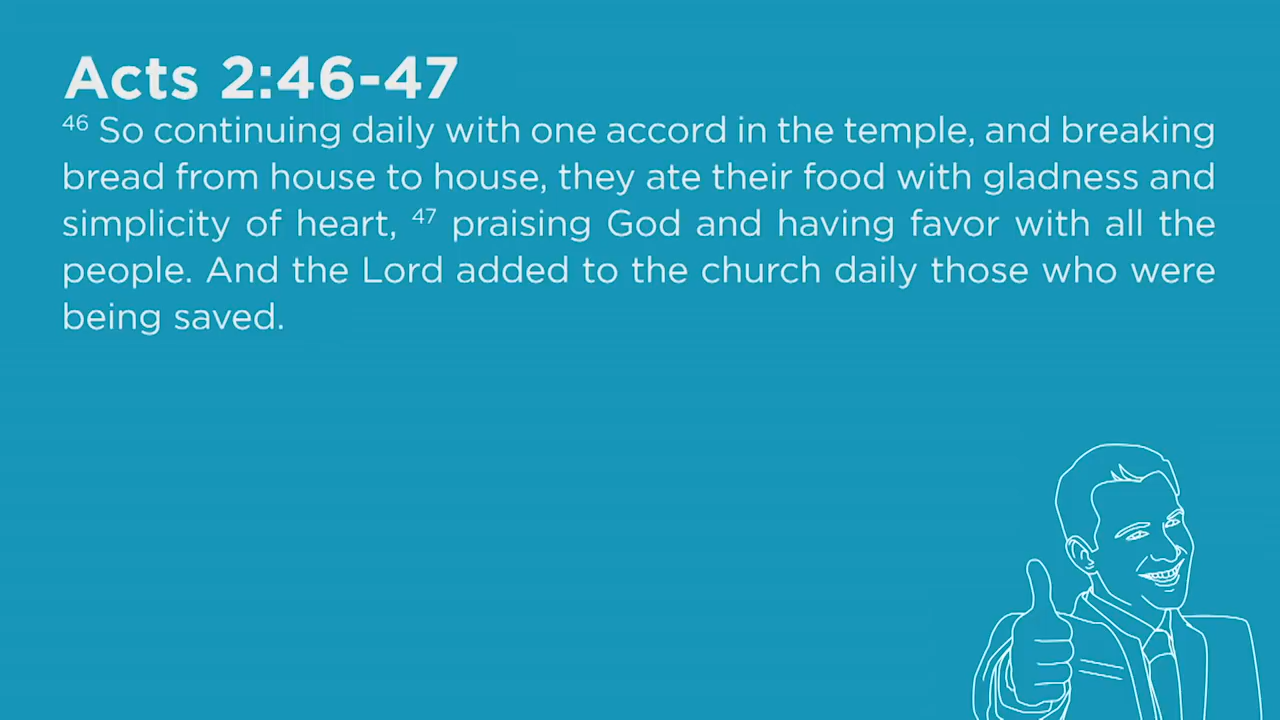 Acts 2:46-47
46 So continuing daily with one accord in the temple, and breaking
bread from house to house, they ate their food with gladness and
simplicity of heart, 47 praising God and having favor with all the
people. And the Lord added to the church daily those who were
being saved.